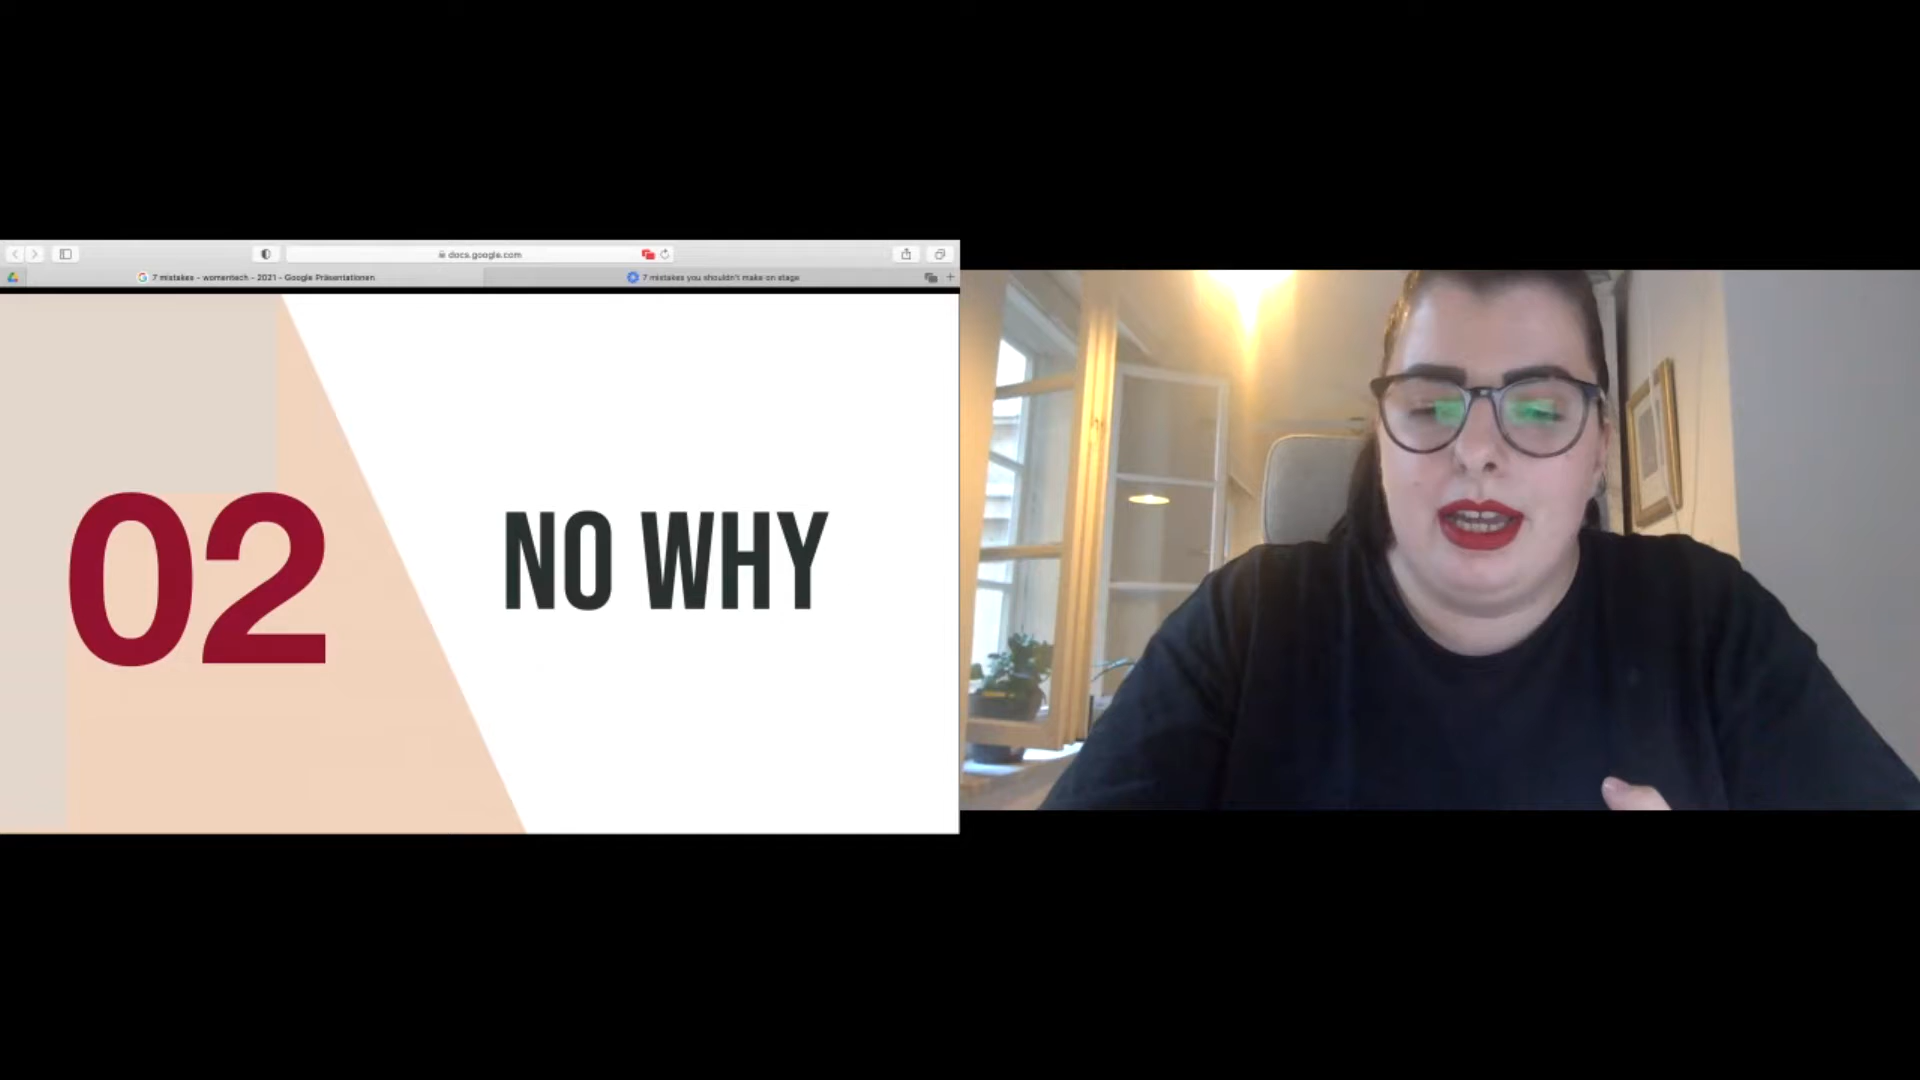 docs.google.com
7 mistakes - womentech - 2021 - Google Präsentationen
7 mistakes you shouldn't make on stage
02
NO WHY